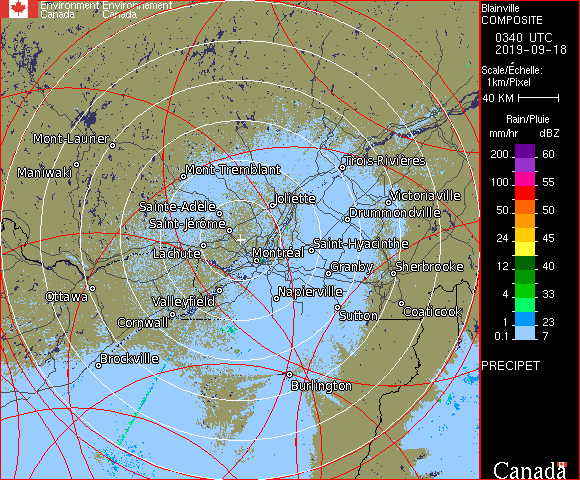 Environment Environnement
Canada Canada
Blainville
COMPOSITE
0340 UTC
2019-09-18
Scale/Échelle:
1km/Pixel
40 KM
Rain/Pluie
mm/hr dBZ
200 60
100 55
50 50
24 45
12 40
4 33
1 23
0.1 7
PRECIPET
Canada
Mont-Laurier
Maniwaki
Mont-Tremblant
Trois-Rivières
Sainte-Adèle
Joliette
Victoriaville
Saint-Jérôme
Drummondville
Lachute
Montréal
Saint-Hyacinthe
Granby
Sherbrooke
Ottawa
Valleyfield
Napierville
Cornwall
Sutton
Coaticook
Brockville
Burlington